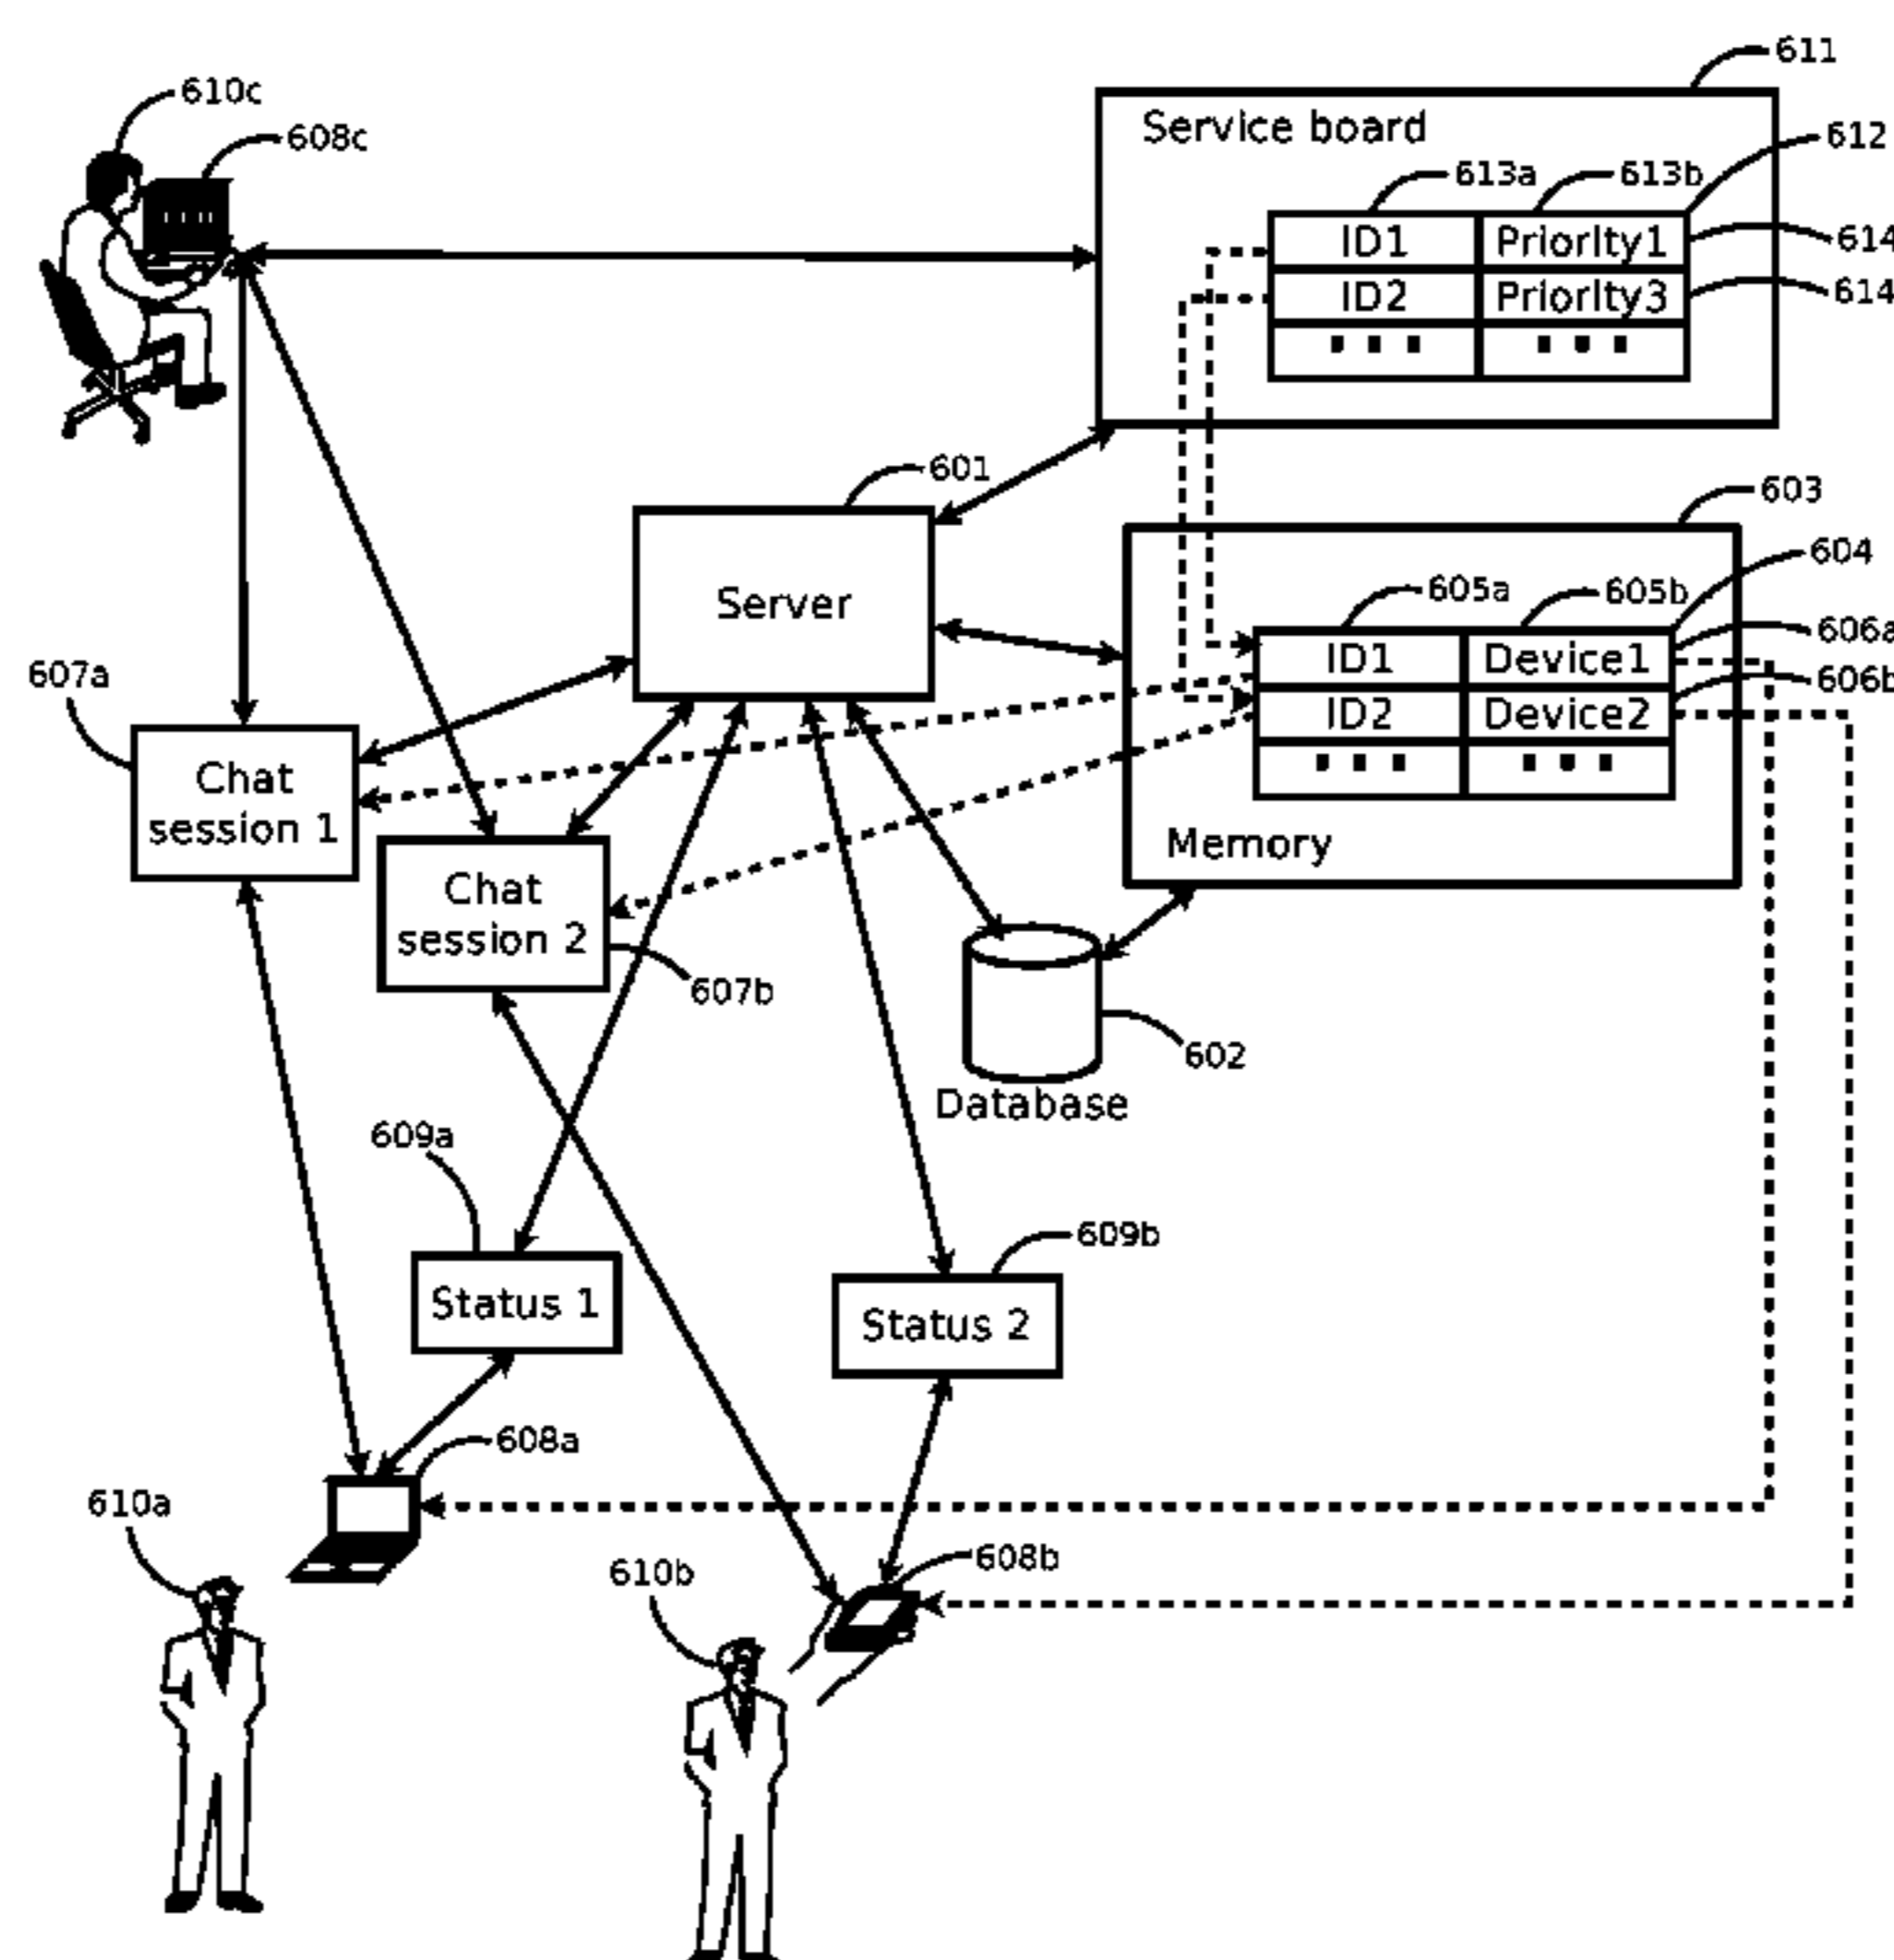 611
610c
608c
Service board
612
613a
613b
ID1
Priority1
614
ID2
Priority3
614
601
603
604
605a
605b
Server
606a
607a
ID1
Device1
606b
ID2
Device2
Chat
session 1
Memory
Chat
session 2
607b
602
Database
609a
609b
Status 1
Status 2
608a
610a
608b
610b